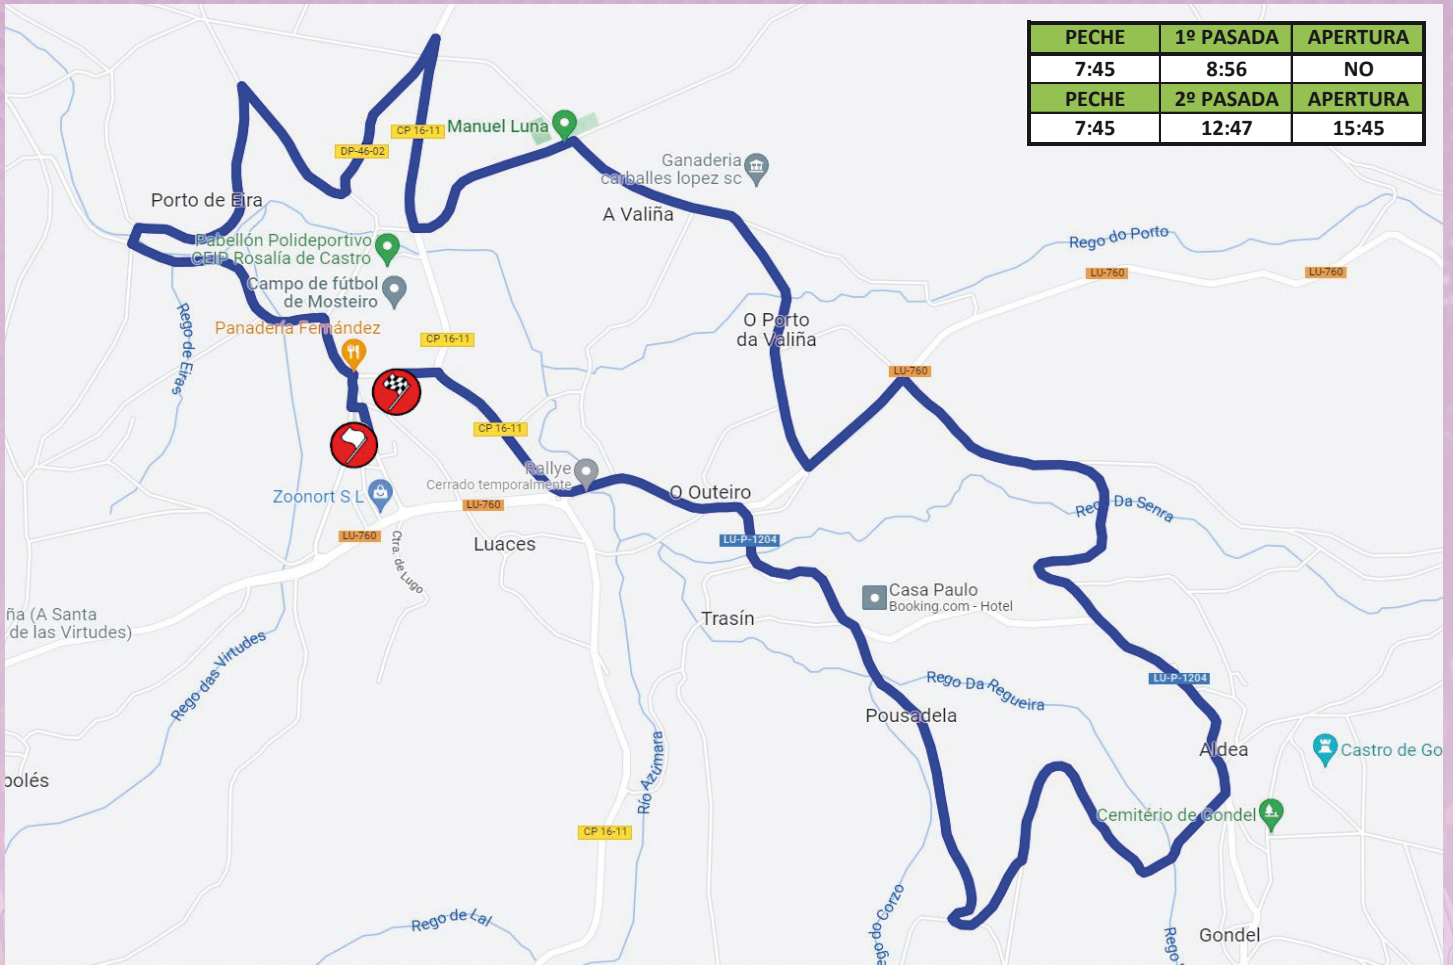 PECHE 1º PASADA APERTURA
7:45 8:56 NO
PECHE 2º PASADA APERTURA
7:45 12:47 15:45
CP 16-11
Manuel Luna
DP-46-02
Ganaderia
carballes lopez sc
Porto de Eira
A Valiña
Rego do Porto
Pabellón Polideportivo
CEIP Rosalía de Castro
LU-760
LU-760
Campo de fútbol
de Mosteiro
Rego de Eiras
Panadería Fernández
O Porto
da Valiña
CP 16-11
LU-760
CP 16-11
Rallye
Cerrado temporalmente
Zoonort S L
O Outeiro
LU-760
Rego Da Senra
LU-760
Luaces
LU-P-1204
Ctra. de Lugo
Casa Paulo
Booking.com - Hotel
ña (A Santa
de las Virtudes)
Trasín
Rego das Virtudes
Rego Da Regueira
LU-P-1204
Pousadela
Aldea
Castro de Go
Río Azúmara
polés
Cemitério de Gondel
CP 16-11
Rego de Lal
ego do Corzo
Gondel
Rego